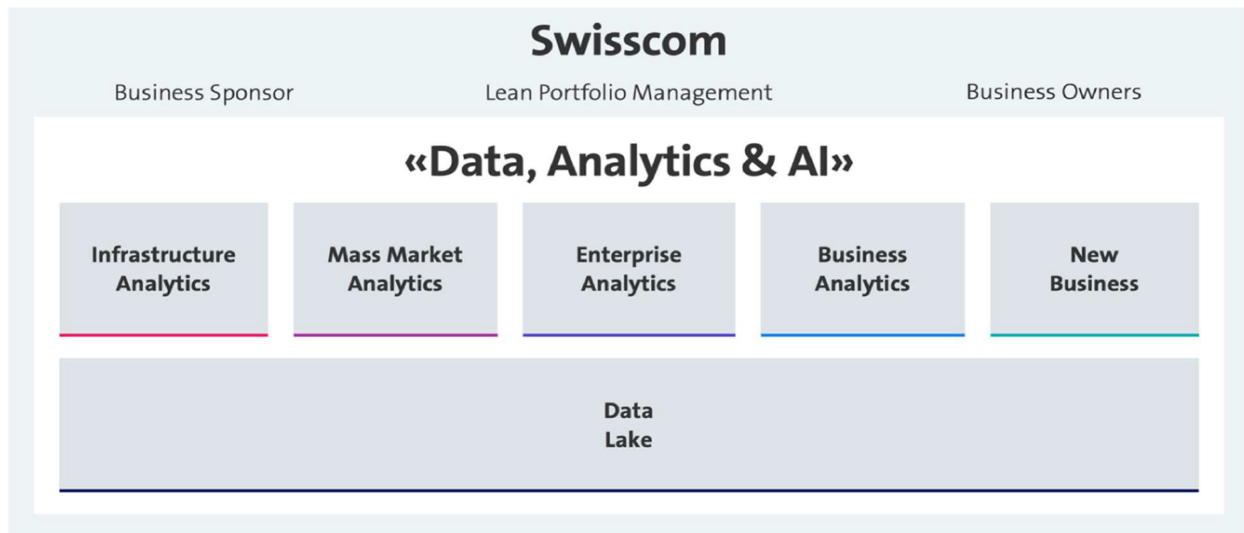 Swisscom
Business Sponsor
Lean Portfolio Management
Business Owners
«Data, Analytics & AI»
Infrastructure
Analytics
Mass Market
Analytics
Enterprise
Analytics
Business
Analytics
New
Business
Data
Lake